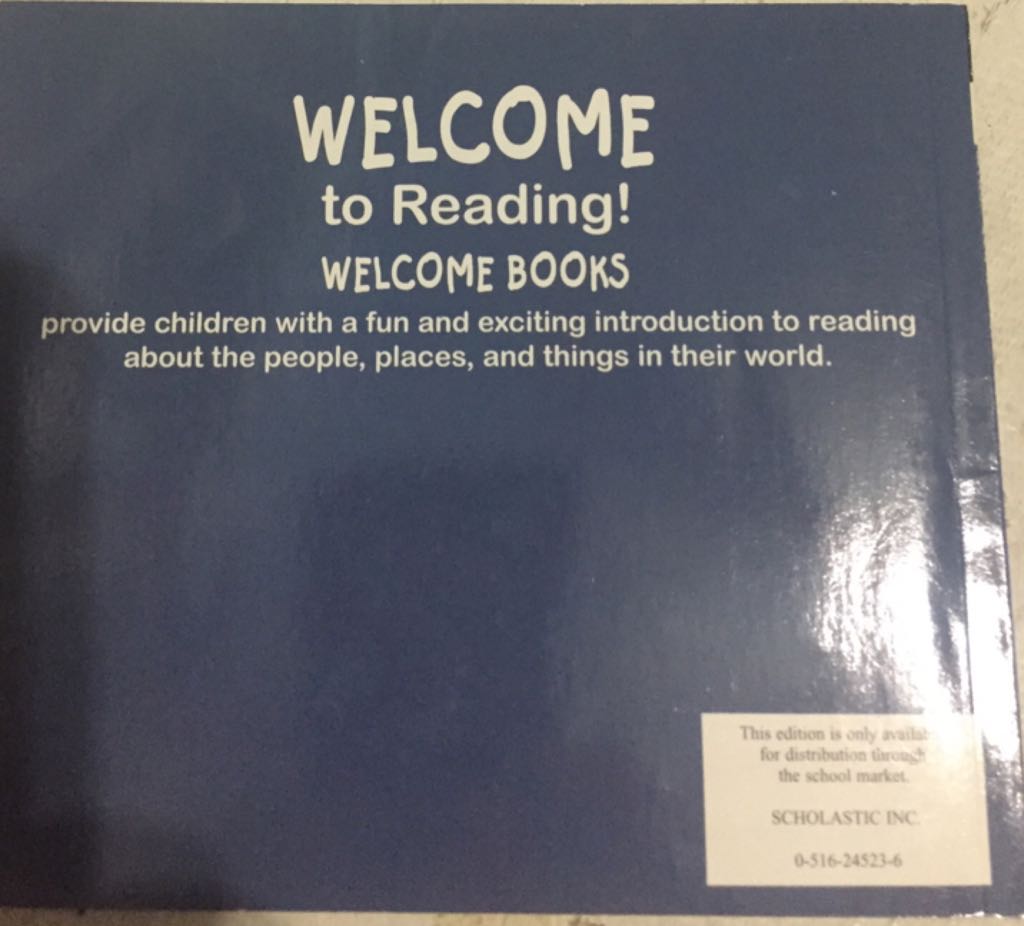 WELCOME
to Reading!
WELCOME BOOKS
provide children with a fun and exciting introduction to reading
about the people, places, and things in their world.
This edition is only
for distribution through
the school market.
SCHOLASTIC INC.
0-516-24523-6